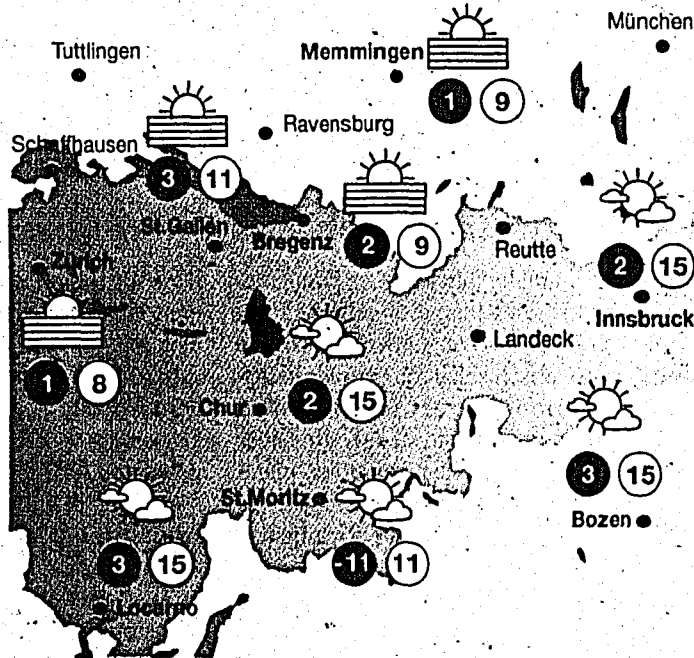 München
Tuttlingen
Memmingen
1 9
Ravensburg
Schaffhausen
3 11
St.Gallen
Bregenz
2 9
Reutte
Zürich
2 15
Innsbruck
Landeck
1 8
Chur
2 15
3 15
St.Moritz
Bozen
3 15
-11 11
Locarno